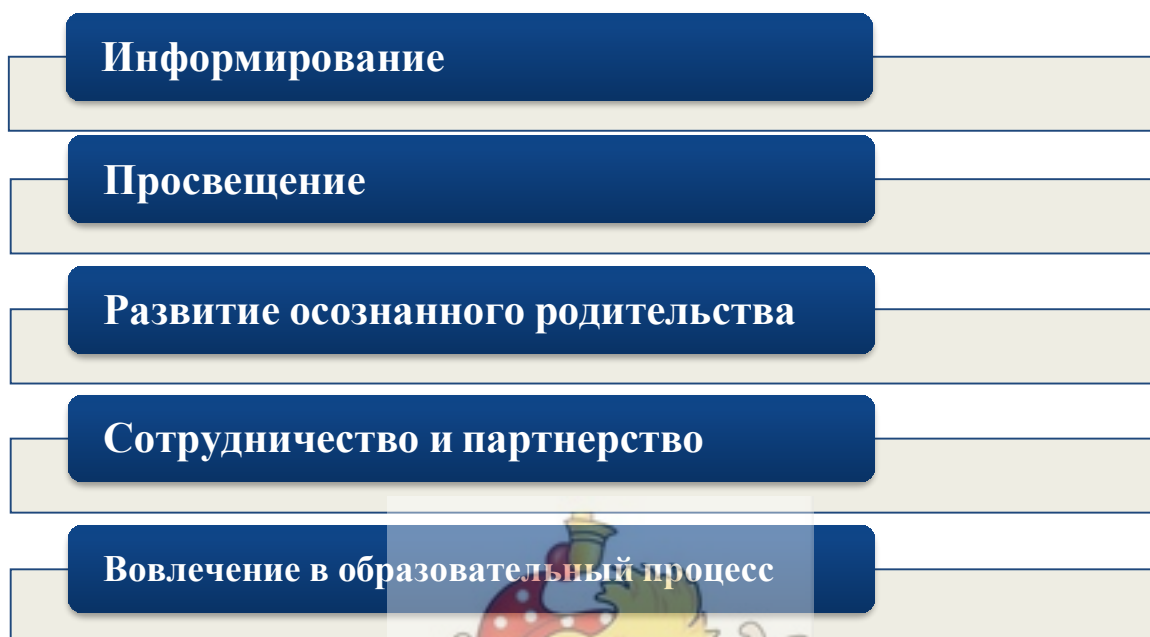 Информирование
Просвещение
Развитие осознанного родительства
Сотрудничество и партнерство
Вовлечение в образовательный процесс